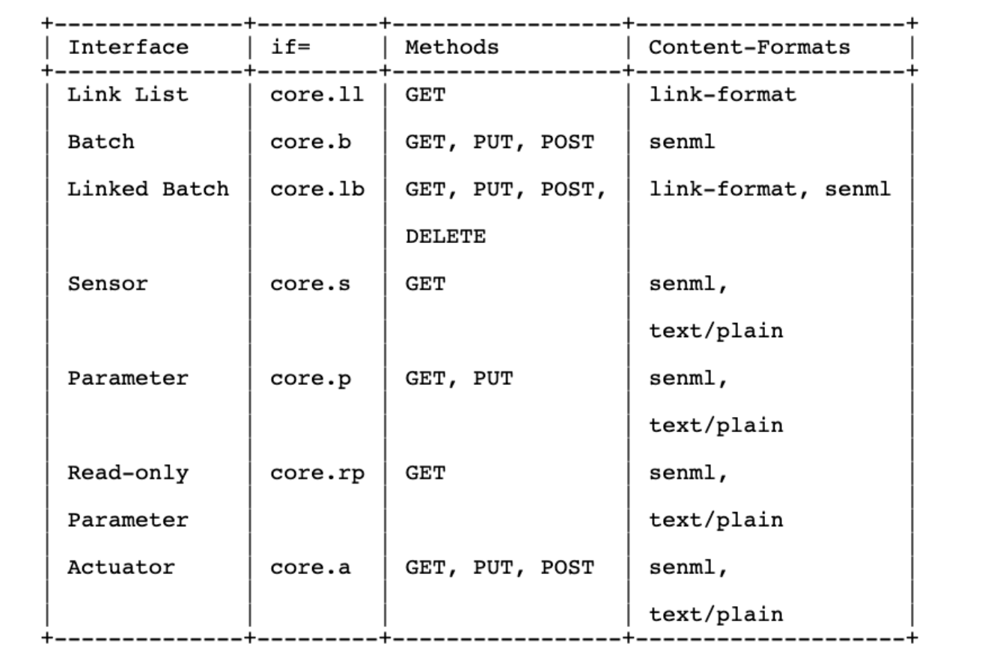 +--------------+---------+-----------------+--------------------+
| Interface    | if=     | Methods         | Content-Formats    |
+--------------+---------+-----------------+--------------------+
| Link List    | core.ll | GET             | link-format        |
| Batch        | core.b  | GET, PUT, POST  | senml              |
| Linked Batch | core.lb | GET, PUT, POST, | link-format, senml |
|              |         | DELETE          |                    |
| Sensor       | core.s  | GET             | senml,             |
|              |         |                 | text/plain         |
| Parameter    | core.p  | GET, PUT        | senml,             |
|              |         |                 | text/plain         |
| Read-only    | core.rp | GET             | senml,             |
| Parameter    |         |                 | text/plain         |
| Actuator     | core.a  | GET, PUT, POST  | senml,             |
|              |         |                 | text/plain         |
+--------------+---------+-----------------+--------------------+